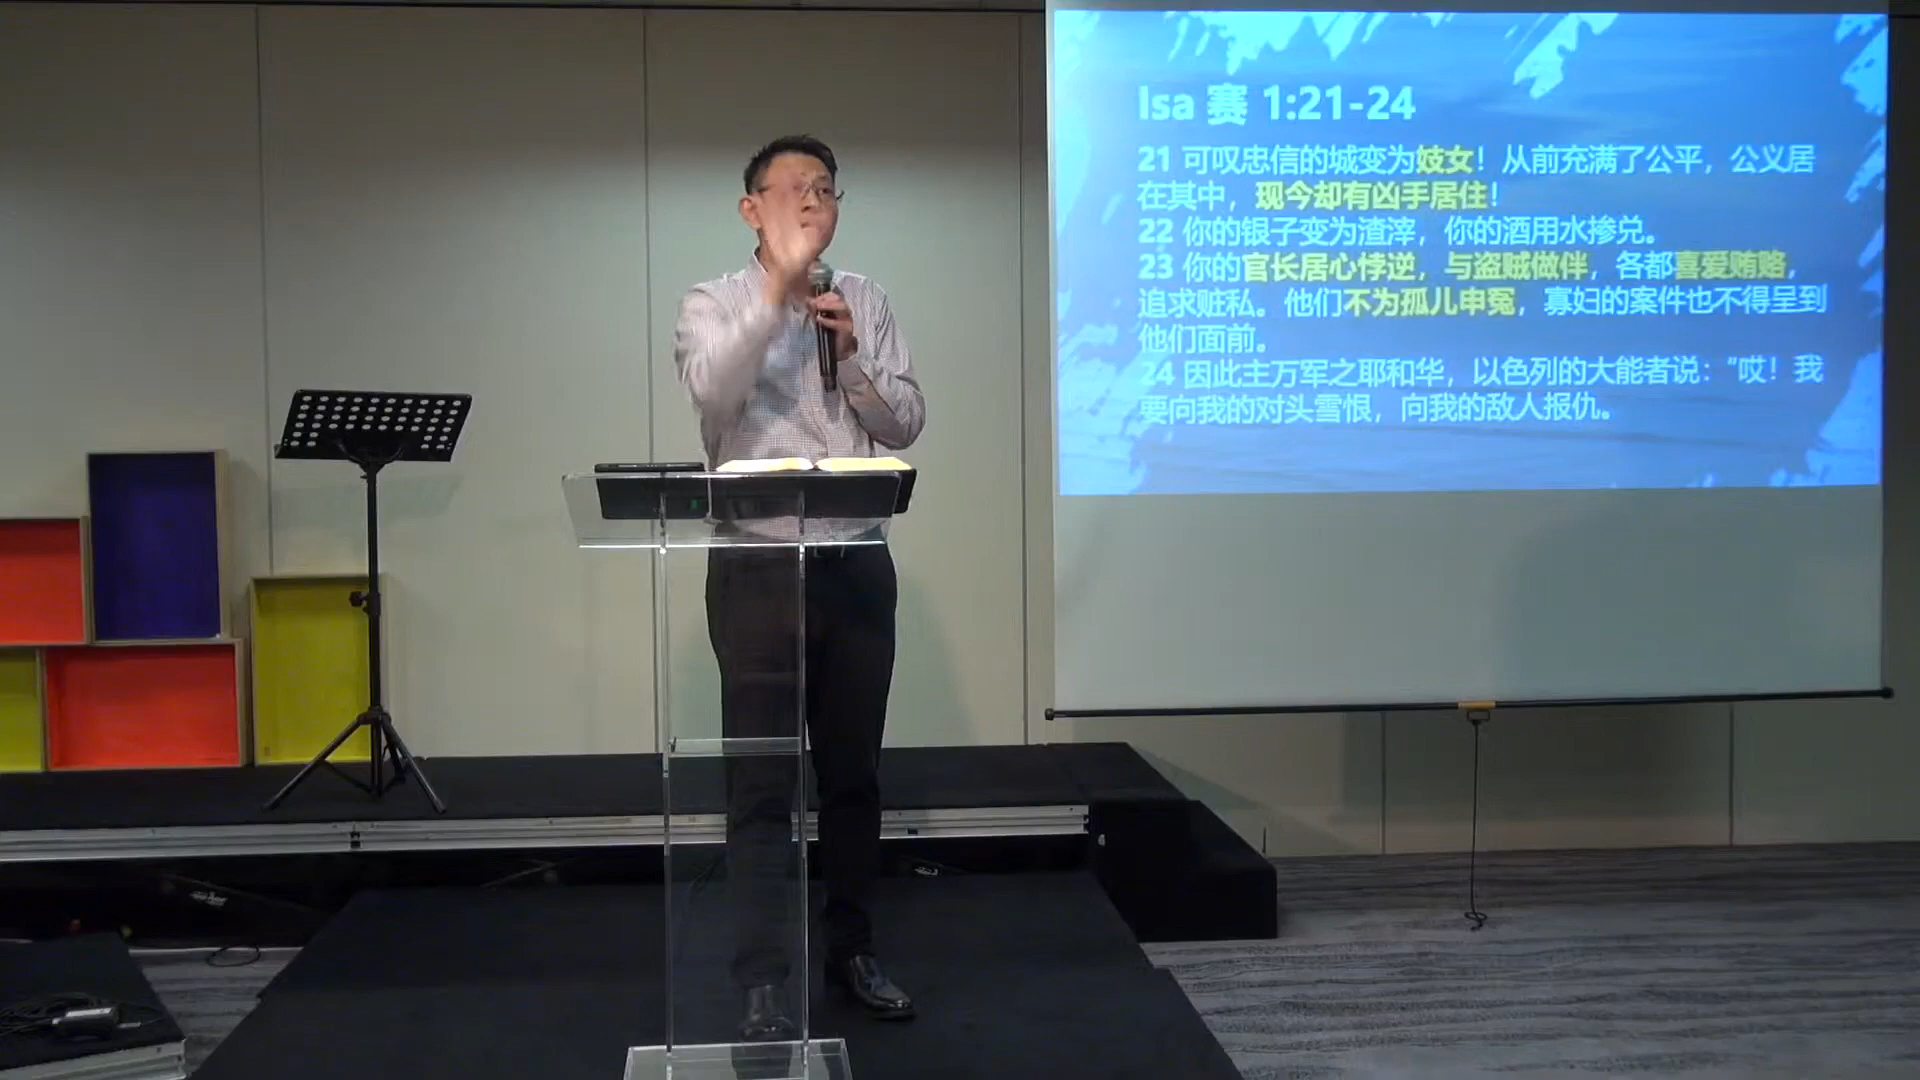 Isa 赛 1:21-24
21 可叹忠信的城变为妓女！从前充满了公平，公义居
在其中，现今却有凶手居住！
22 你的银子变为渣滓，你的酒用水掺兑。
23 你的官长居心悖逆，与盗贼做伴，各都喜爱贿赂，
追求赃私。他们不为孤儿申冤，寡妇的案件也不得呈到
他们面前。
24 因此主万军之耶和华，以色列的大能者说：“哎！我
要向我的对头雪恨，向我的敌人报仇。